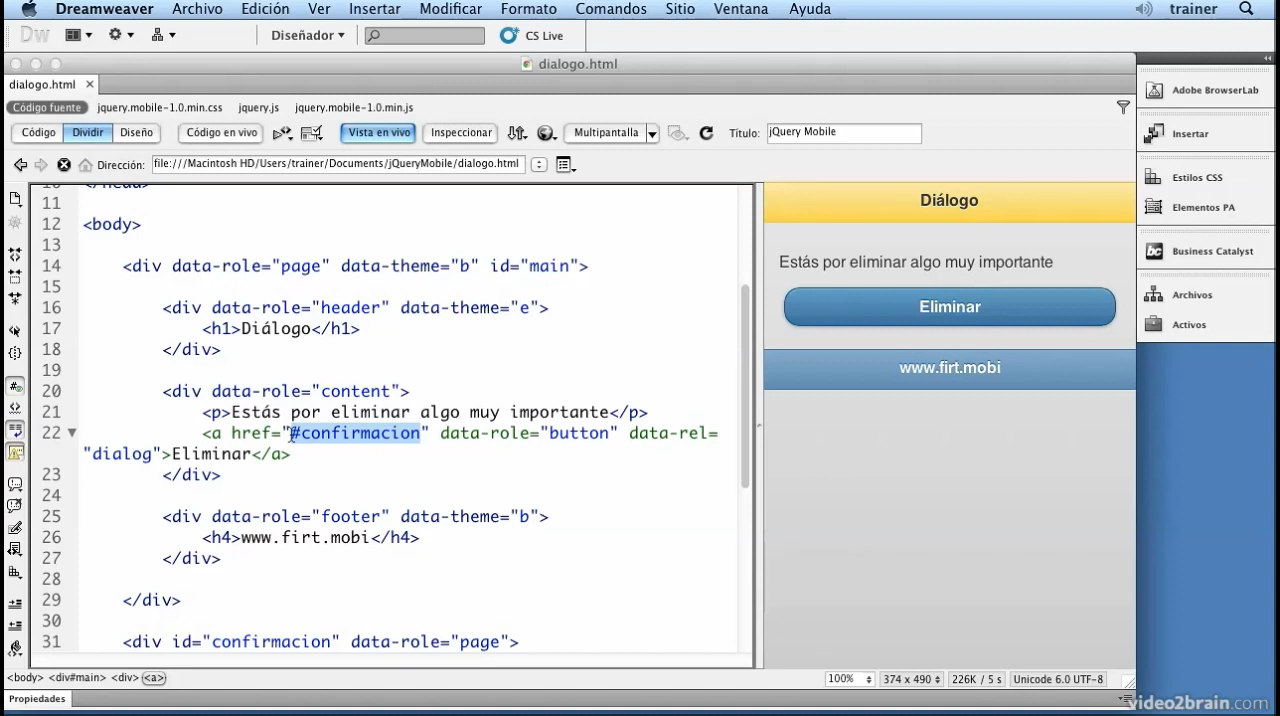 Dreamweaver Archivo Edición Ver Insertar Modificar Formato Comandos Sitio Ventana Ayuda trainer
Dw Diseñador CS Live
dialogo.html
dialogo.html
Código fuente jquery.mobile-1.0.min.css jquery.js jquery.mobile-1.0.min.js
Código Dividir Diseño Código en vivo Vista en vivo Inspeccionar Multipantalla Título: jQuery Mobile
Dirección: file:///Macintosh HD/Users/trainer/Documents/jQueryMobile/dialogo.html
11
12 <body>
13
14 <div data-role="page" data-theme="b" id="main">
15
16 <div data-role="header" data-theme="e">
17 <h1>Diálogo</h1>
18 </div>
19
20 <div data-role="content">
21 <p>Estás por eliminar algo muy importante</p>
22 <a href="#confirmacion" data-role="button" data-rel=
"dialog">Eliminar</a>
23 </div>
24
25 <div data-role="footer" data-theme="b">
26 <h4>www.firt.mobi</h4>
27 </div>
28
29 </div>
30
31 <div id="confirmacion" data-role="page">
Diálogo
Estás por eliminar algo muy importante
Eliminar
www.firt.mobi
Adobe BrowserLab
Insertar
Estilos CSS
Elementos PA
bc Business Catalyst
Archivos
Activos
<body> <div#main> <div> <a> 100% 374 x 490 226K / 5 s Unicode 6.0 UTF-8
Propiedades
video2brain.com